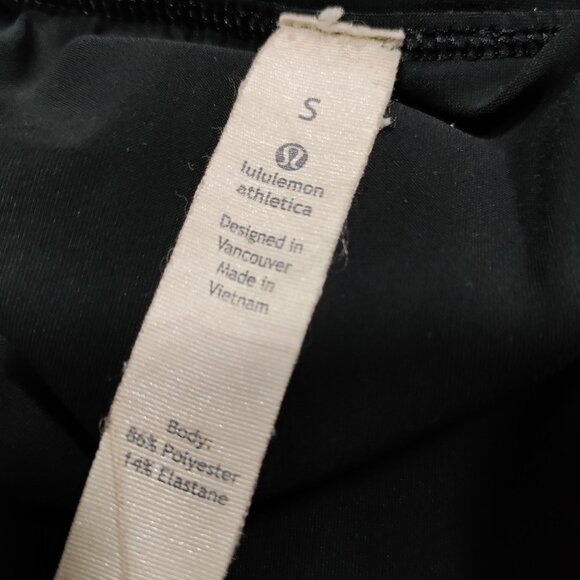 S
lululemon
athletica
Designed in
Vancouver
Made in
Vietnam
Body:
86% Polyester
14% Elastane